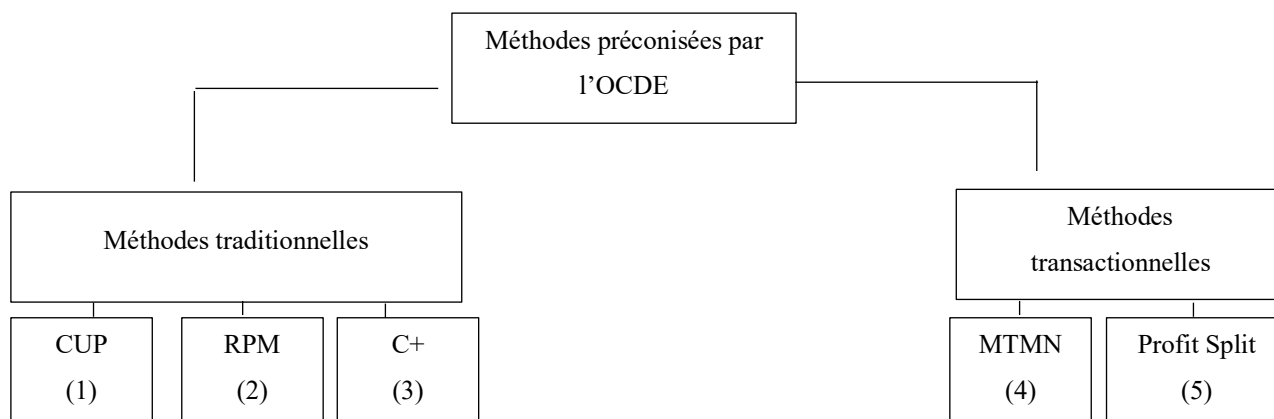 Méthodes préconisées par
l’OCDE
Méthodes traditionnelles
Méthodes
transactionnelles
CUP
(1)
RPM
(2)
C+
(3)
MTMN
(4)
Profit Split
(5)